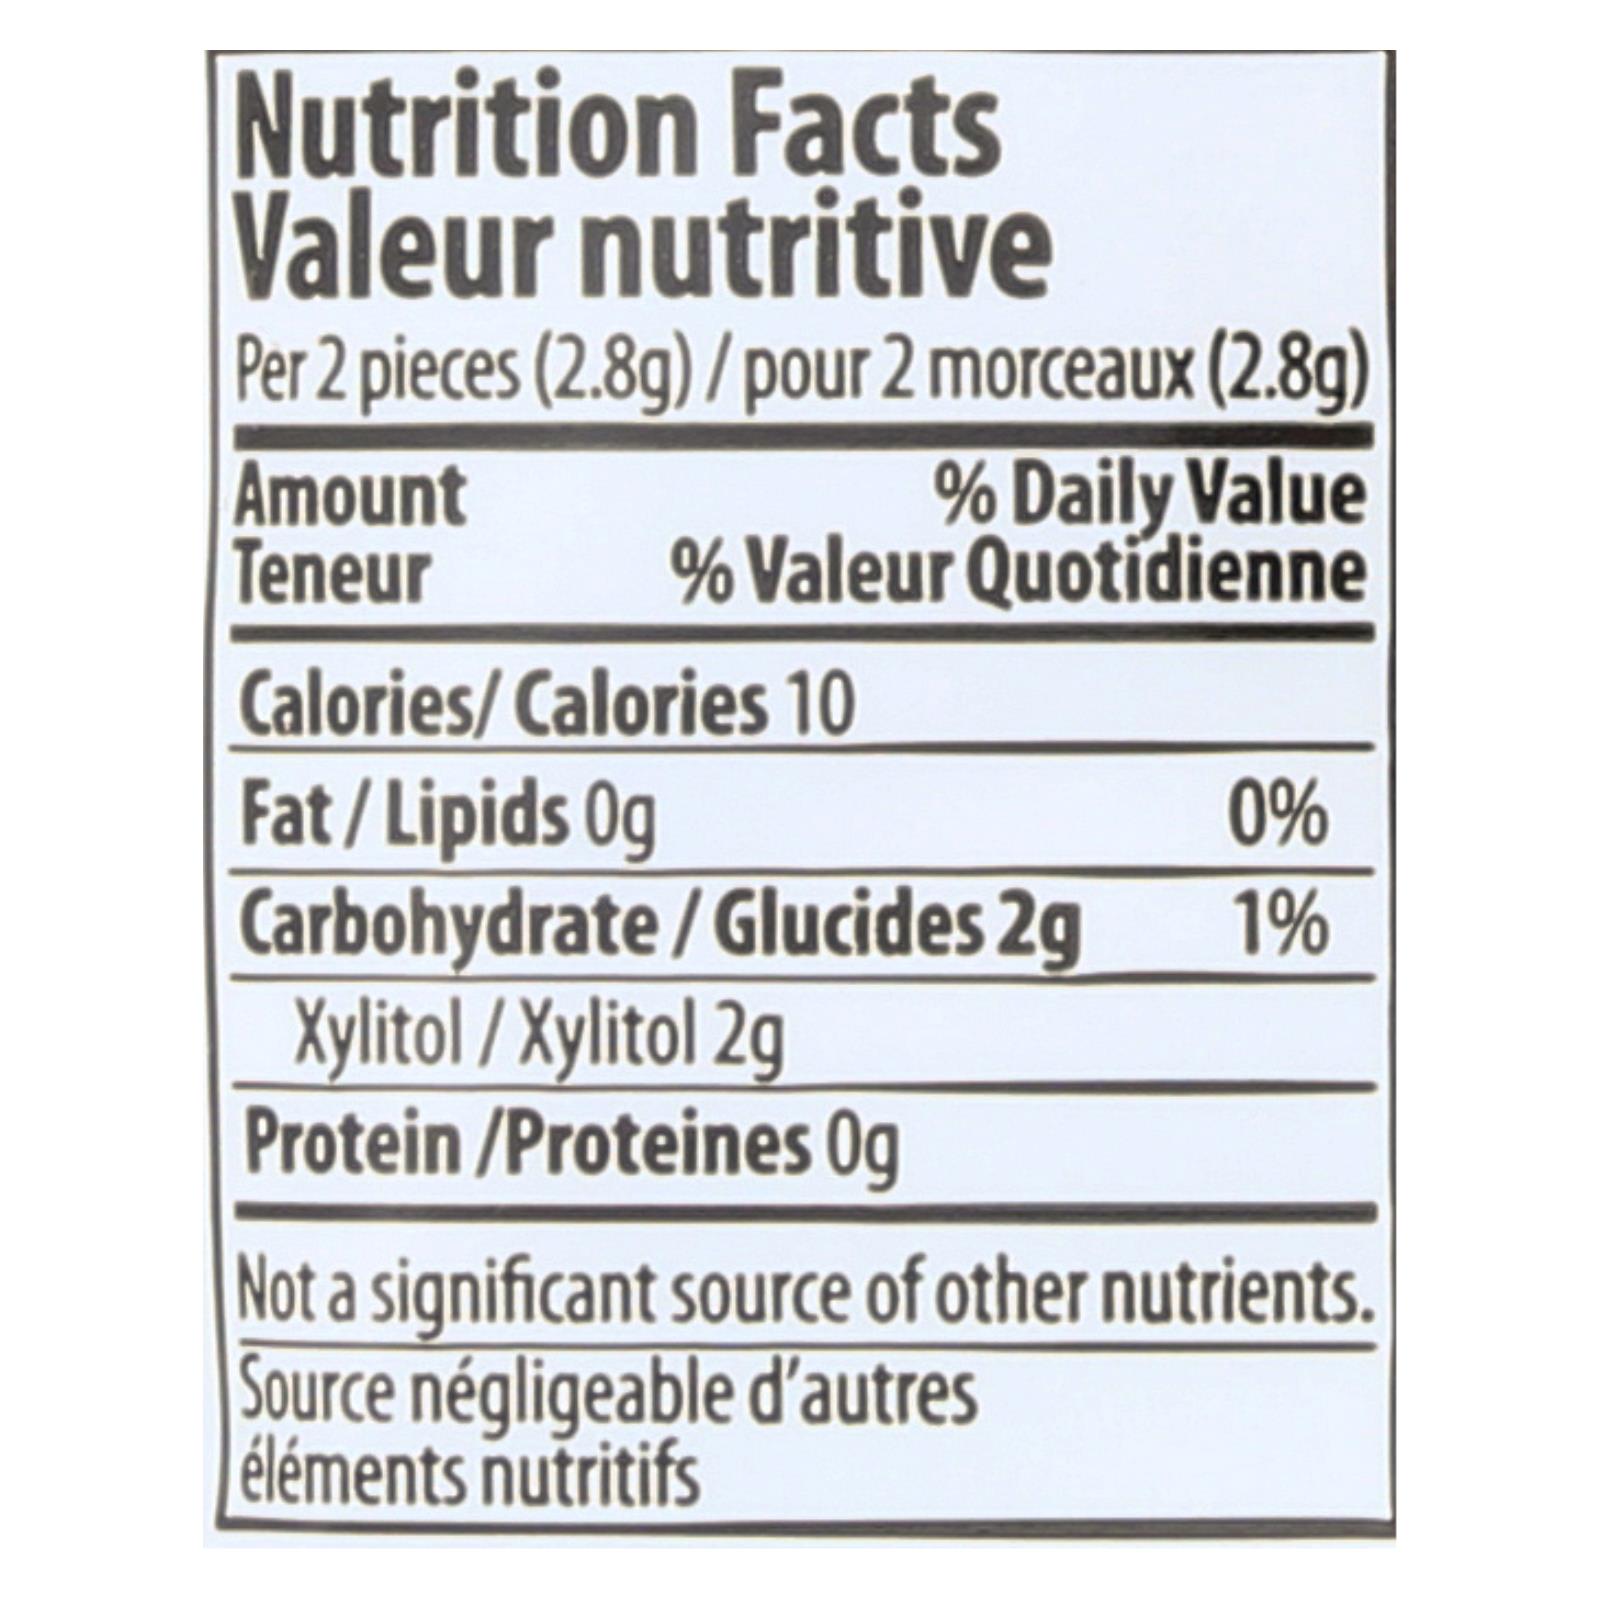 Nutrition Facts
Valeur nutritive
Per 2 pieces (2.8g) / pour 2 morceaux (2.8g)
Amount % Daily Value
Teneur % Valeur Quotidienne
Calories/ Calories 10
Fat / Lipids 0g 0%
Carbohydrate / Glucides 2g 1%
Xylitol / Xylitol 2g
Protein /Proteines 0g
Not a significant source of other nutrients.
Source négligeable d'autres
éléments nutritifs